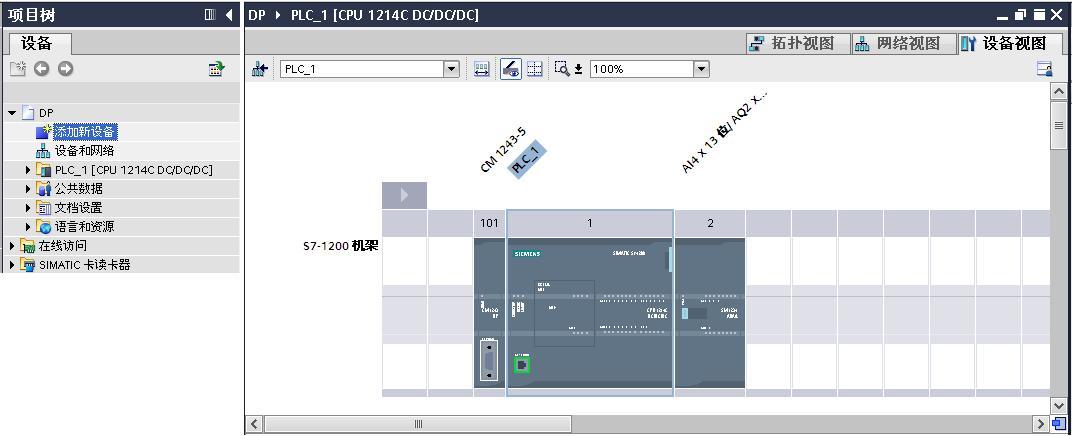 项目树
设备
DP
添加新设备
设备和网络
PLC_1 [CPU 1214C DC/DC/DC]
公共数据
文档设置
语言和资源
在线访问
SIMATIC 卡读卡器
DP PLC_1 [CPU 1214C DC/DC/DC]
拓扑视图 网络视图 设备视图
PLC_1 100%
CM 1243-5
PLC_1
AI4 x 13 位/ AQ2 x...
101 1 2
S7-1200 机架
SIEMENS